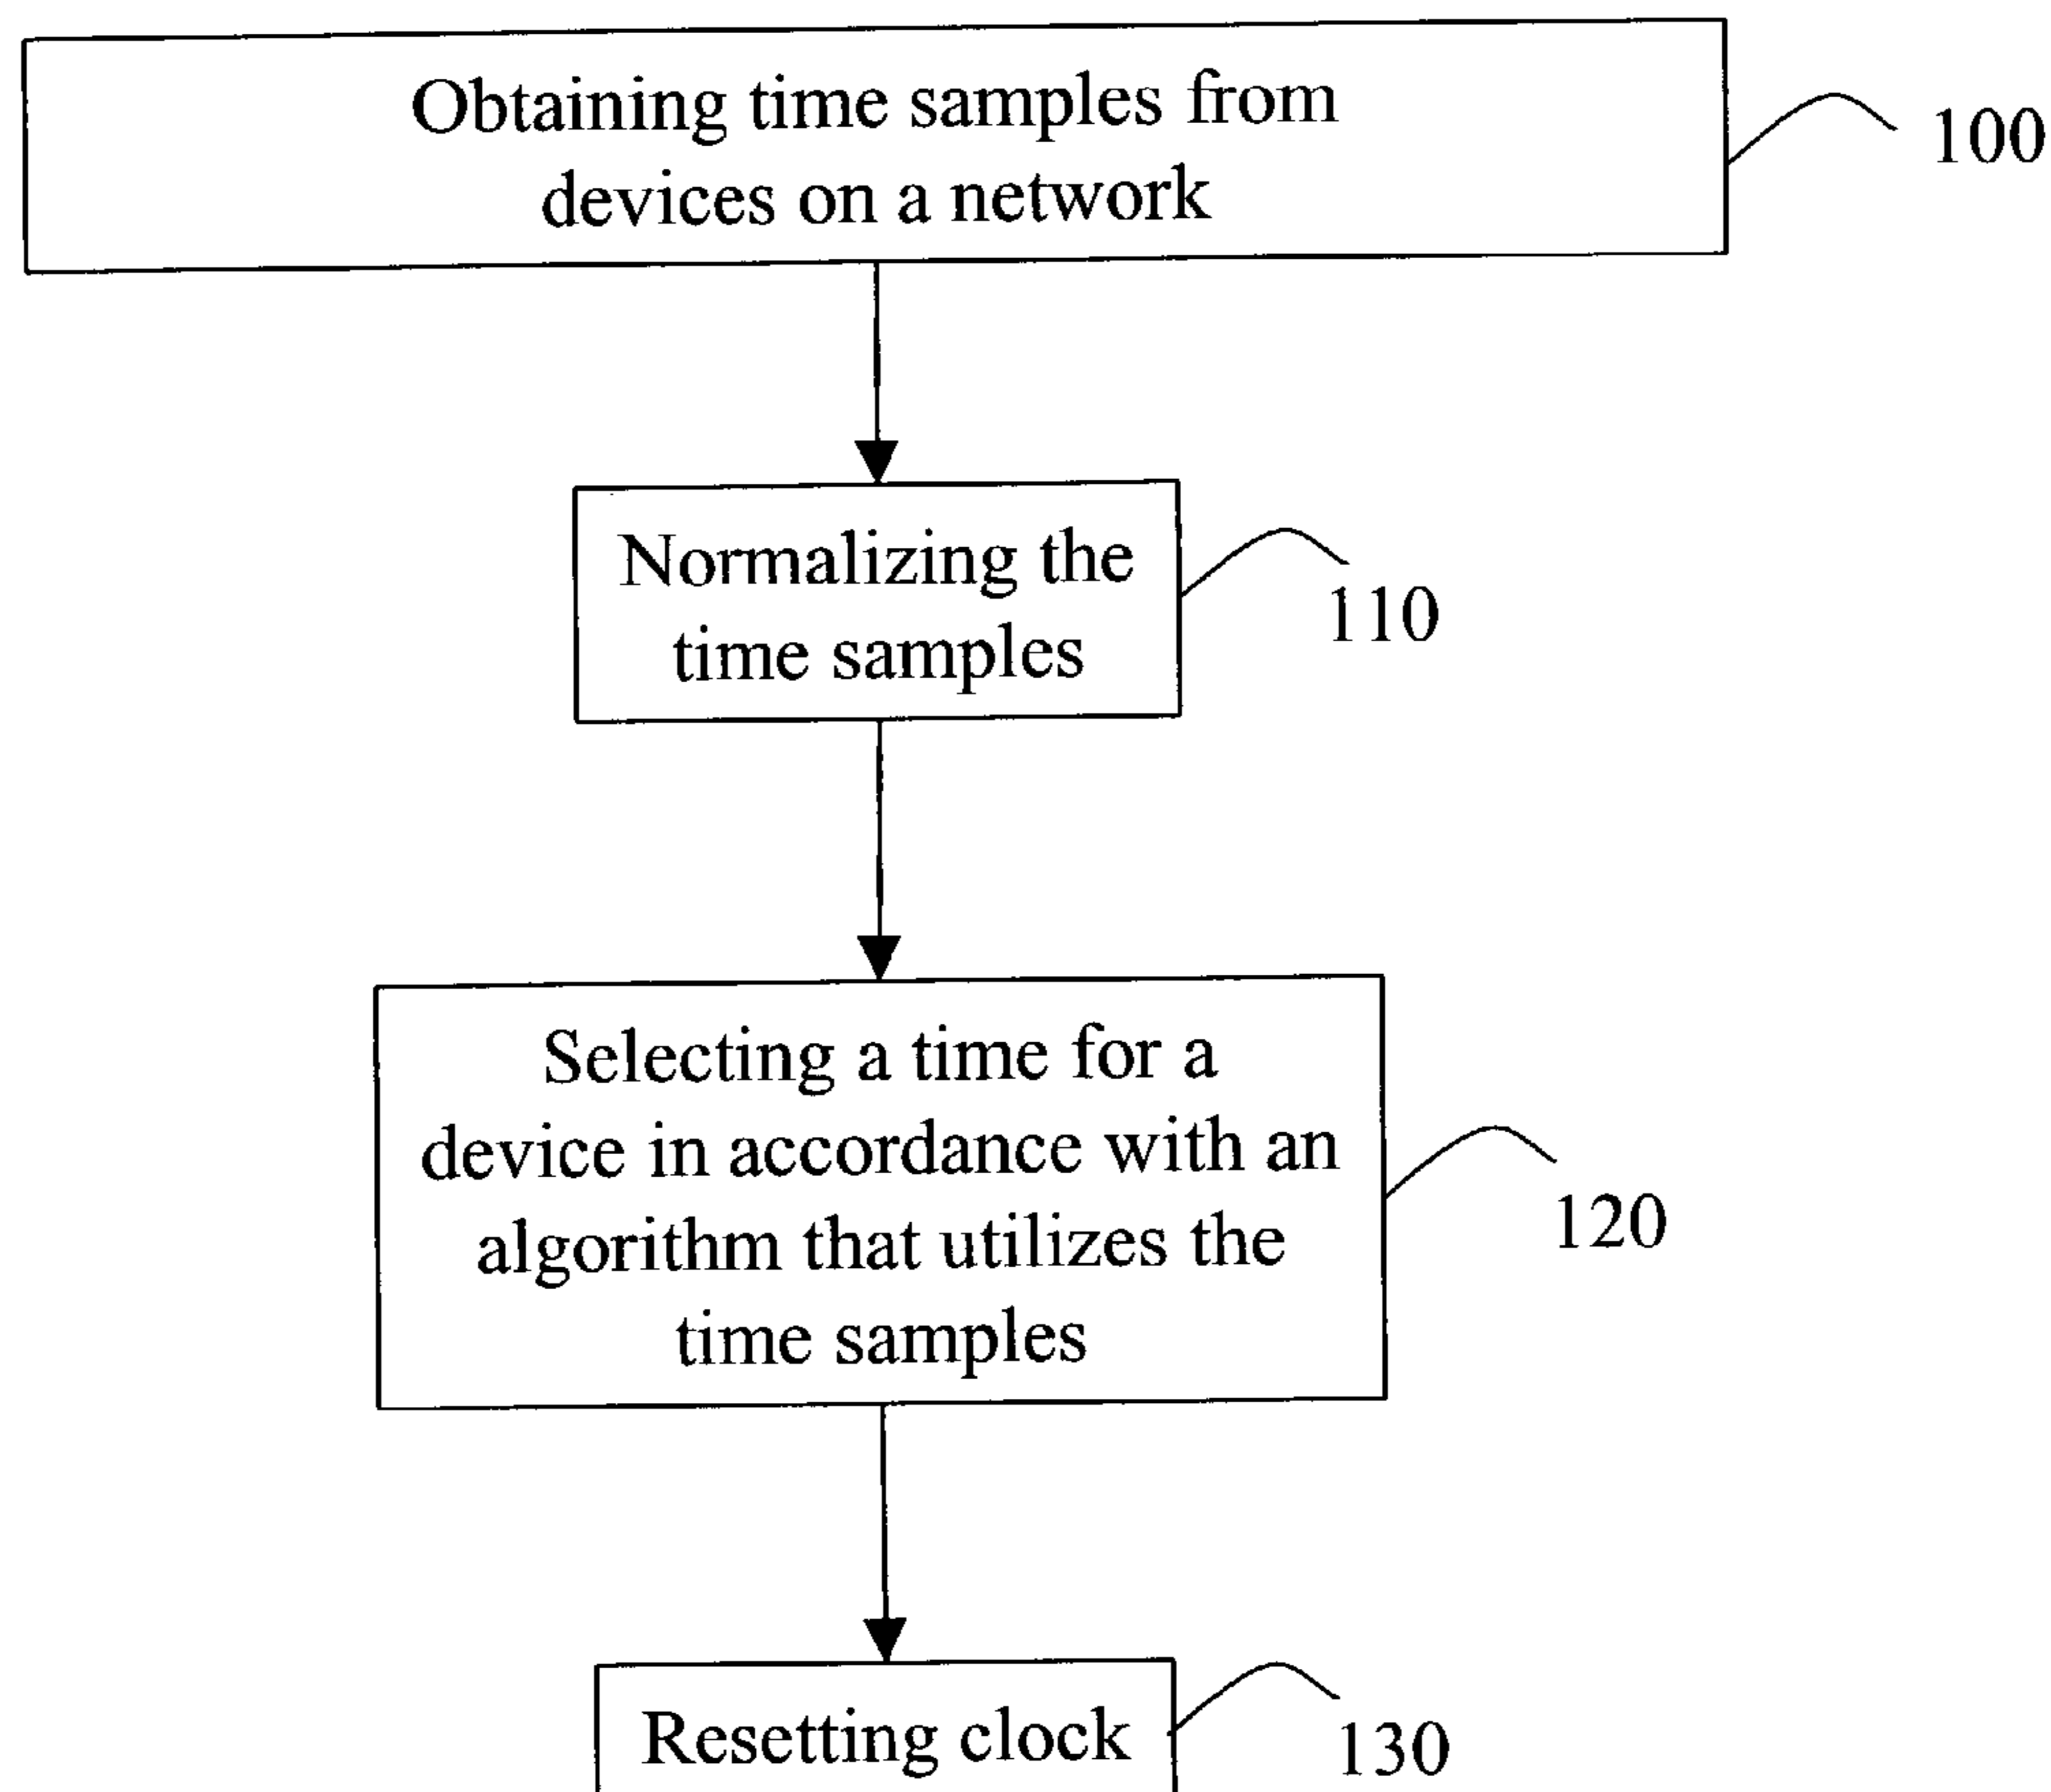 Obtaining time samples from
devices on a network
100
Normalizing the
time samples
110
Selecting a time for a
device in accordance with an
algorithm that utilizes the
time samples
120
Resetting clock
130